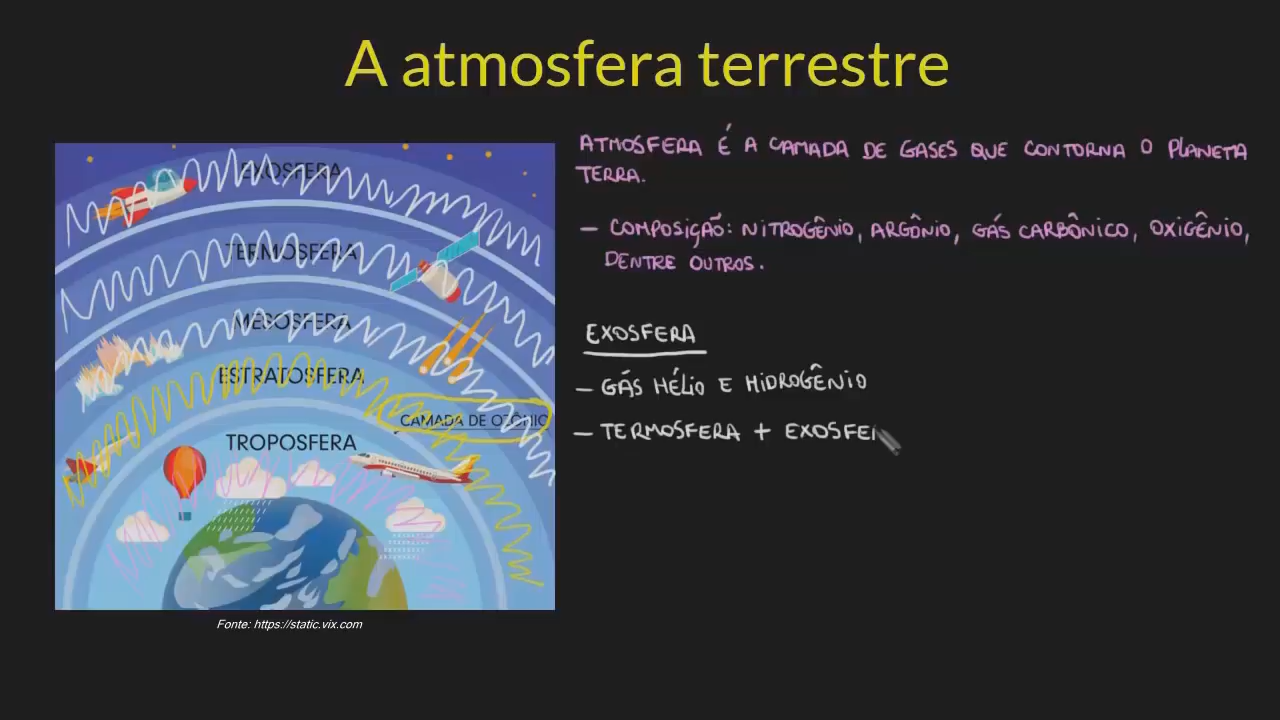 A atmosfera terrestre
ATMOSFERA É A CAMADA DE GASES QUE CONTORNA O PLANETA
TERRA.
– COMPOSIÇÃO: NITROGÊNIO, ARGÔNIO, GÁS CARBÔNICO, OXIGÊNIO,
DENTRE OUTROS.
EXOSFERA
– GÁS HÉLIO E HIDROGÊNIO
– TERMOSFERA + EXOSFE
EXOSFERA
TERMOSFERA
MESOSFERA
ESTRATOSFERA
CAMADA DE OZÔNIO
TROPOSFERA
Fonte: https://static.vix.com